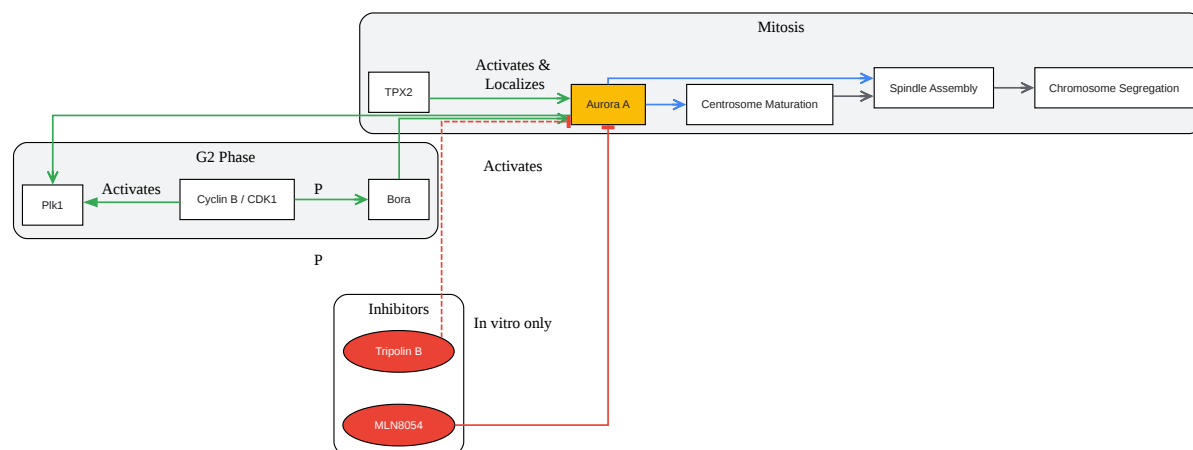 Mitosis
Activates &
Localizes
TPX2
Aurora A
Centrosome Maturation
Spindle Assembly
Chromosome Segregation
G2 Phase
Activates
Plk1
Activates
Cyclin B / CDK1
P
Bora
P
Inhibitors
In vitro only
Tripolin B
MLN8054